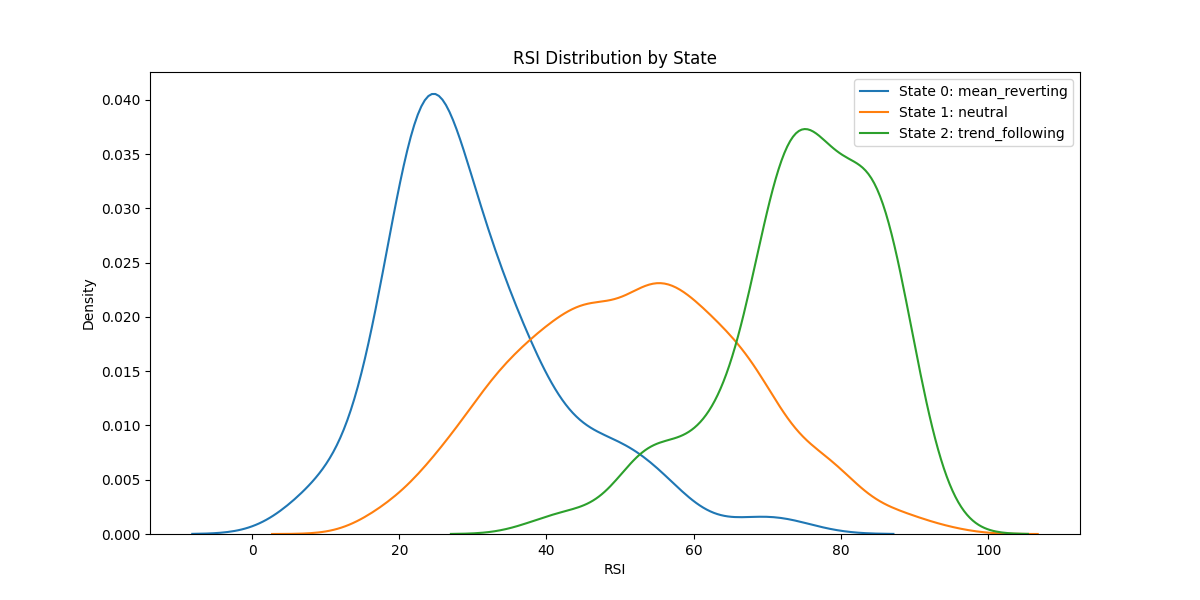 RSI Distribution by State
State 0: mean_reverting
State 1: neutral
State 2: trend_following
Density
0.040
0.035
0.030
0.025
0.020
0.015
0.010
0.005
0.000
0 20 40 60 80 100
RSI